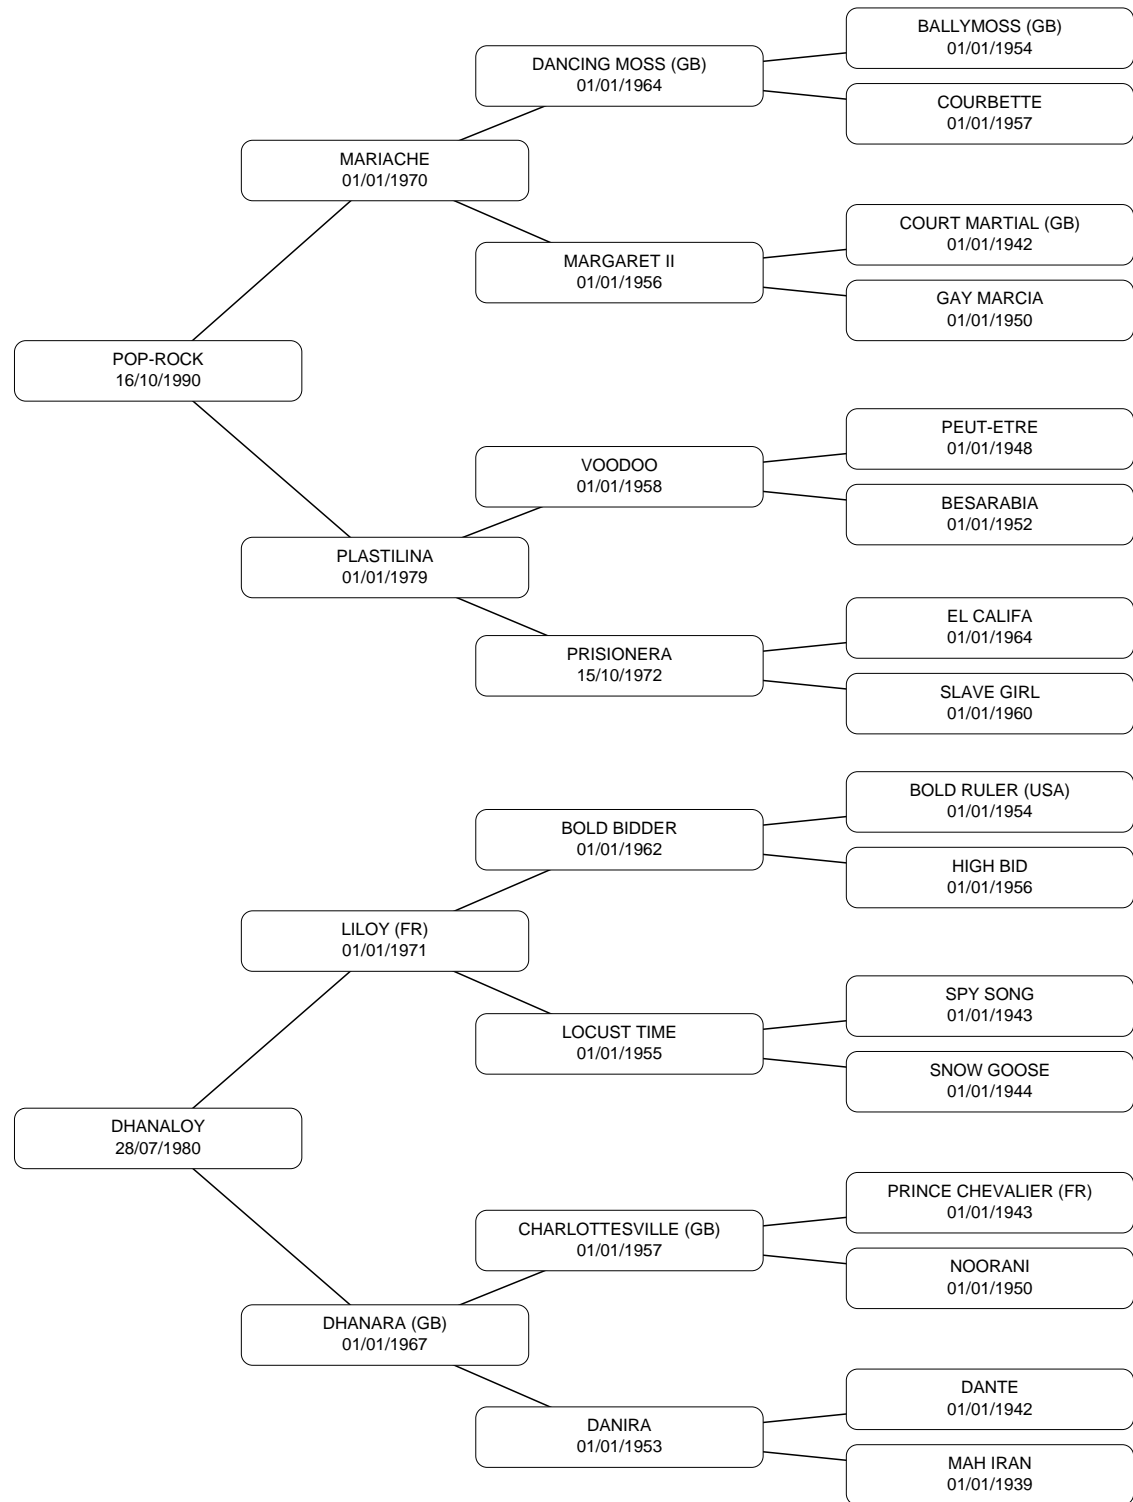 BALLYMOSS (GB)
01/01/1954
DANCING MOSS (GB)
01/01/1964
COURBETTE
01/01/1957
MARIACHE
01/01/1970
COURT MARTIAL (GB)
01/01/1942
MARGARET II
01/01/1956
GAY MARCIA
01/01/1950
POP-ROCK
16/10/1990
PEUT-ETRE
01/01/1948
VOODOO
01/01/1958
BESARABIA
01/01/1952
PLASTILINA
01/01/1979
EL CALIFA
01/01/1964
PRISIONERA
15/10/1972
SLAVE GIRL
01/01/1960
BOLD RULER (USA)
01/01/1954
BOLD BIDDER
01/01/1962
HIGH BID
01/01/1956
LILOY (FR)
01/01/1971
SPY SONG
01/01/1943
LOCUST TIME
01/01/1955
SNOW GOOSE
01/01/1944
DHANALOY
28/07/1980
PRINCE CHEVALIER (FR)
01/01/1943
CHARLOTTESVILLE (GB)
01/01/1957
NOORANI
01/01/1950
DHANARA (GB)
01/01/1967
DANTE
01/01/1942
DANIRA
01/01/1953
MAH IRAN
01/01/1939